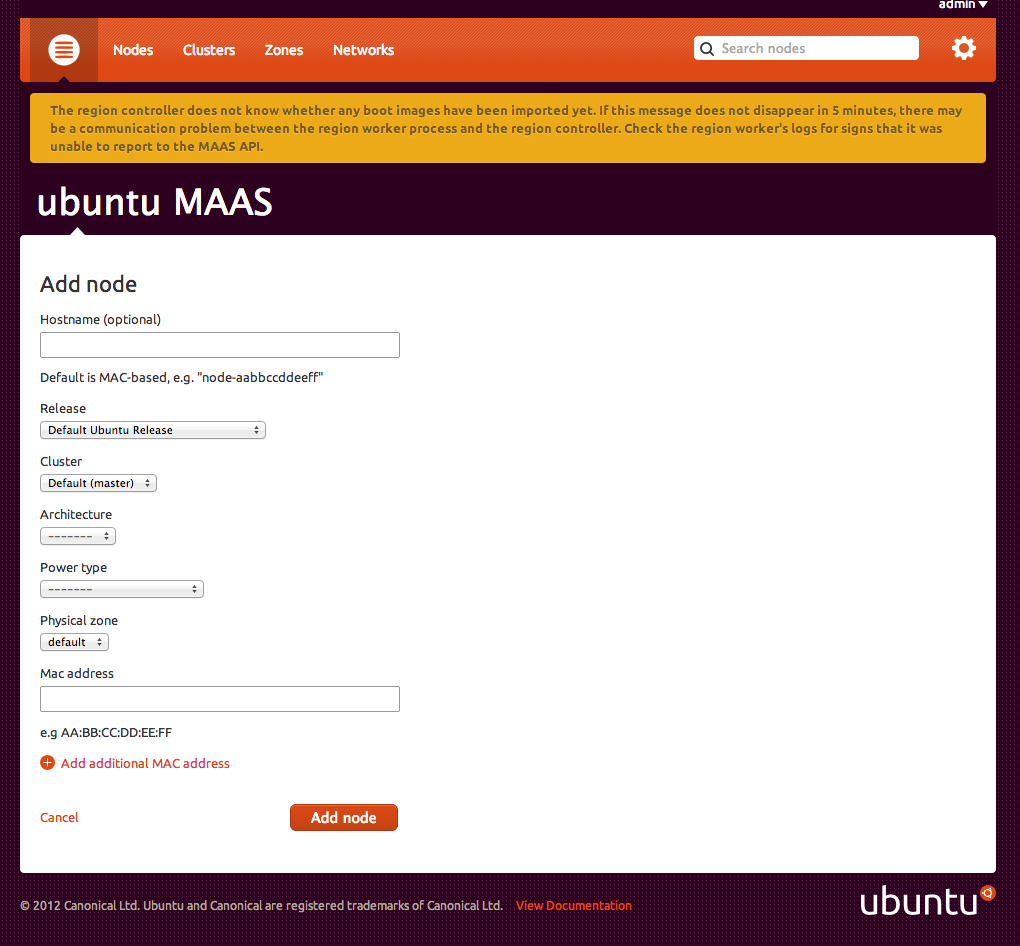 admin
Nodes Clusters Zones Networks Search nodes
The region controller does not know whether any boot images have been imported yet. If this message does not disappear in 5 minutes, there may
be a communication problem between the region worker process and the region controller. Check the region worker's logs for signs that it was
unable to report to the MAAS API.
ubuntu MAAS
Add node
Hostname (optional)
Default is MAC-based, e.g. "node-aabbccddeeff"
Release
Default Ubuntu Release
Cluster
Default (master)
Architecture
-------
Power type
-------
Physical zone
default
Mac address
e.g AA:BB:CC:DD:EE:FF
Add additional MAC address
Cancel Add node
© 2012 Canonical Ltd. Ubuntu and Canonical are registered trademarks of Canonical Ltd. View Documentation
ubuntu